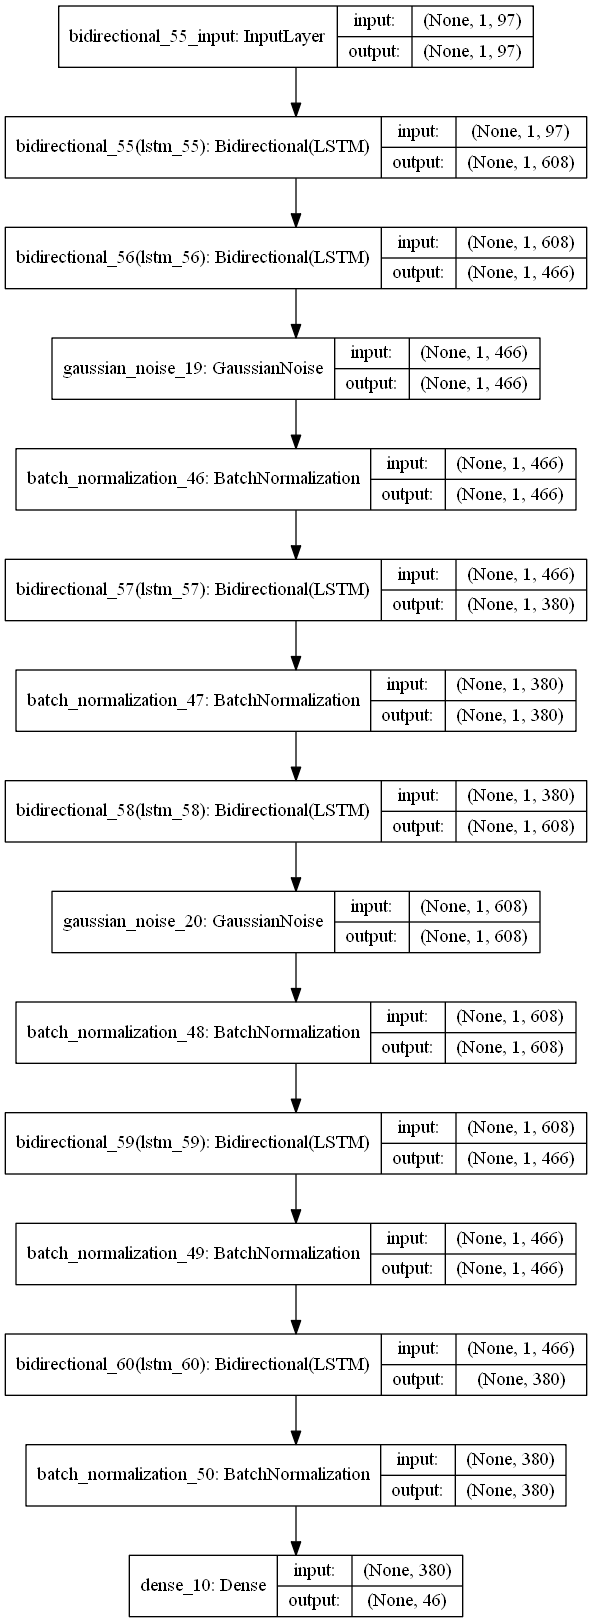 bidirectional_55_input: InputLayer
input: (None, 1, 97)
output: (None, 1, 97)
bidirectional_55(lstm_55): Bidirectional(LSTM)
input: (None, 1, 97)
output: (None, 1, 608)
bidirectional_56(lstm_56): Bidirectional(LSTM)
input: (None, 1, 608)
output: (None, 1, 466)
gaussian_noise_19: GaussianNoise
input: (None, 1, 466)
output: (None, 1, 466)
batch_normalization_46: BatchNormalization
input: (None, 1, 466)
output: (None, 1, 466)
bidirectional_57(lstm_57): Bidirectional(LSTM)
input: (None, 1, 466)
output: (None, 1, 380)
batch_normalization_47: BatchNormalization
input: (None, 1, 380)
output: (None, 1, 380)
bidirectional_58(lstm_58): Bidirectional(LSTM)
input: (None, 1, 380)
output: (None, 1, 608)
gaussian_noise_20: GaussianNoise
input: (None, 1, 608)
output: (None, 1, 608)
batch_normalization_48: BatchNormalization
input: (None, 1, 608)
output: (None, 1, 608)
bidirectional_59(lstm_59): Bidirectional(LSTM)
input: (None, 1, 608)
output: (None, 1, 466)
batch_normalization_49: BatchNormalization
input: (None, 1, 466)
output: (None, 1, 466)
bidirectional_60(lstm_60): Bidirectional(LSTM)
input: (None, 1, 466)
output: (None, 380)
batch_normalization_50: BatchNormalization
input: (None, 380)
output: (None, 380)
dense_10: Dense
input: (None, 380)
output: (None, 46)